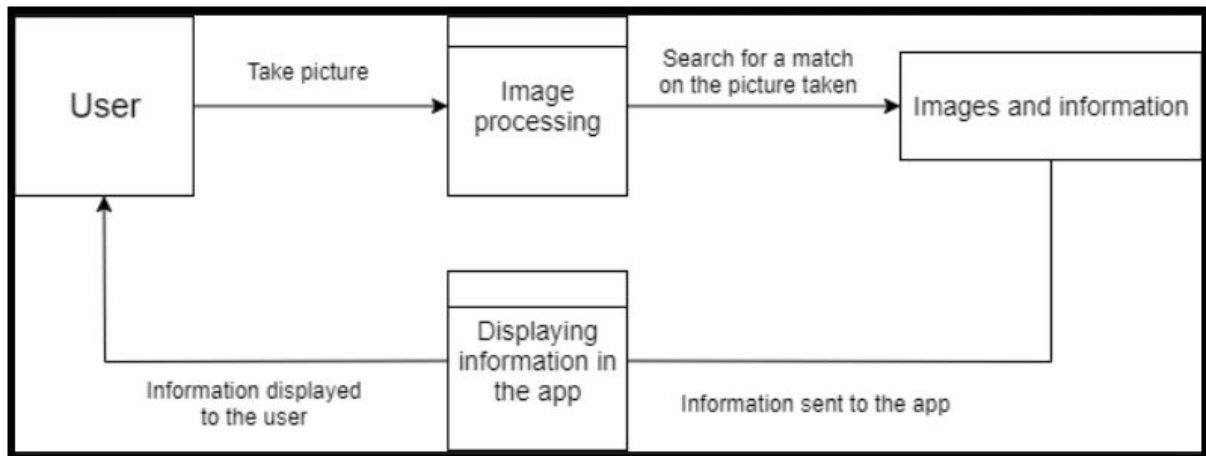 User
Take picture
Image
processing
Search for a match
on the picture taken
Images and information
Displaying
information in
the app
Information displayed
to the user
Information sent to the app